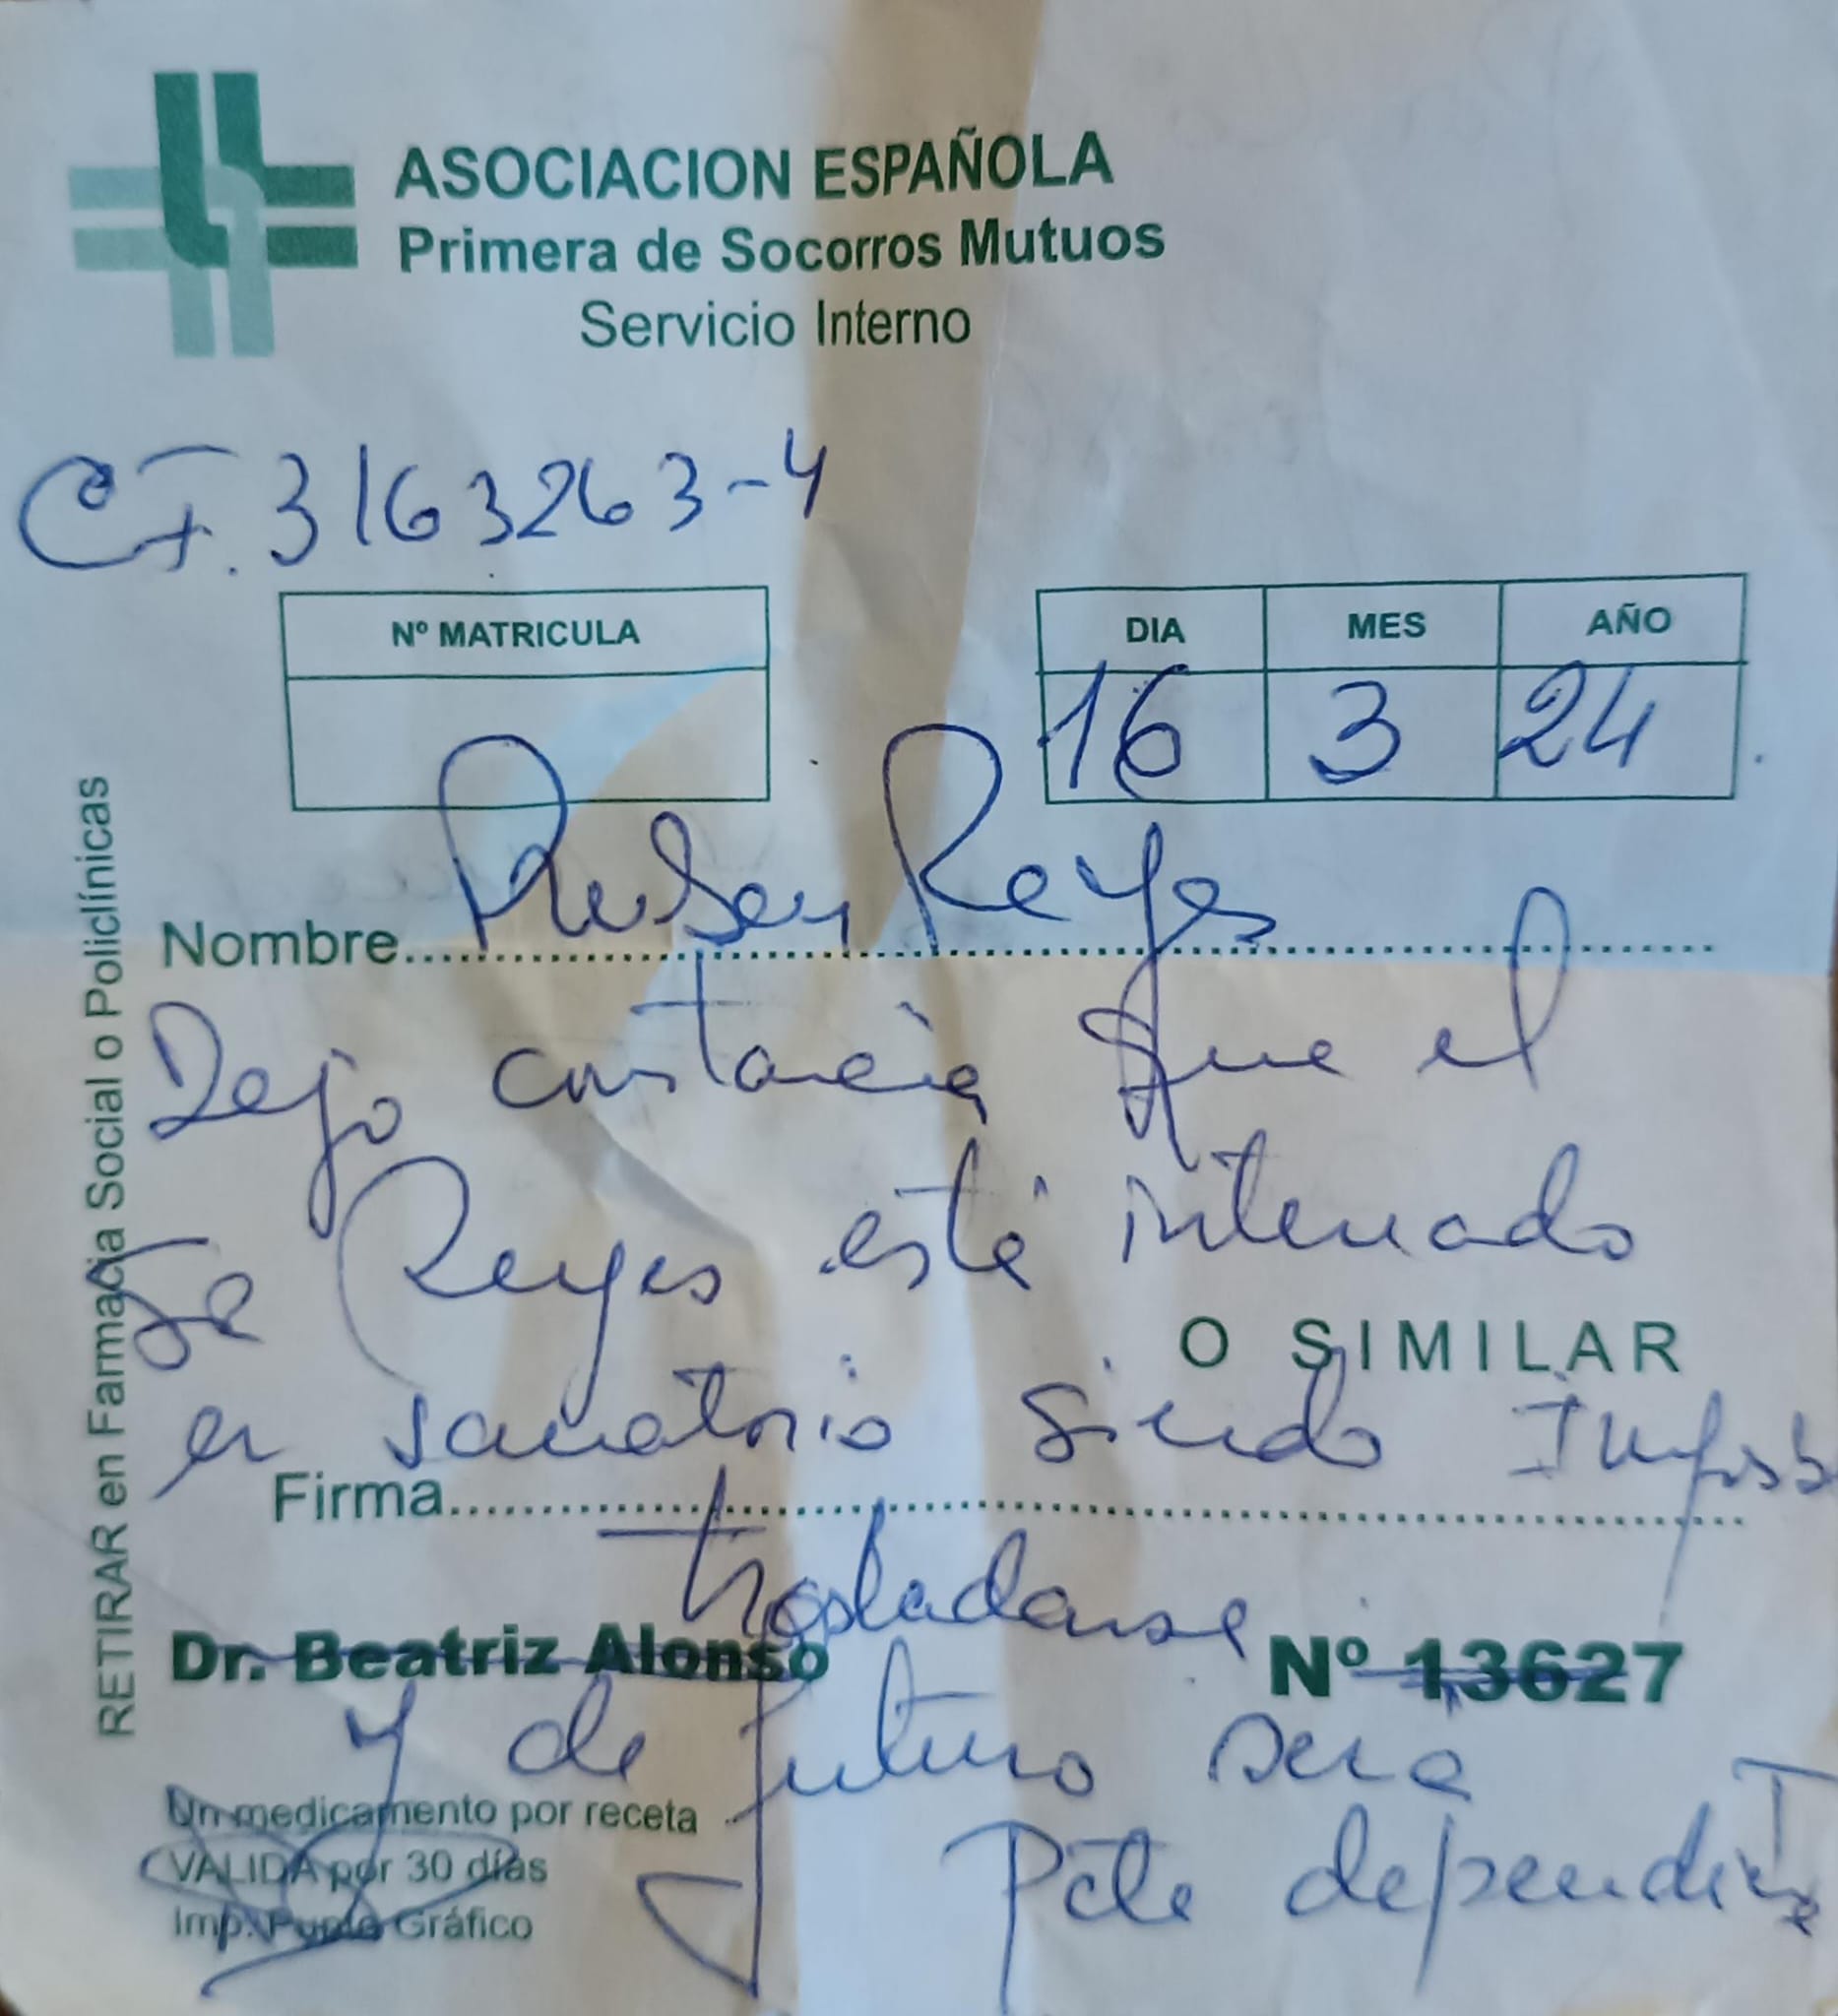 ASOCIACION ESPAÑOLA
Primera de Socorros Mutuos
Servicio Interno
CI. 3163263-4
Nº MATRICULA
DIA MES AÑO
16 3 24
Nombre Ruben Reyes
Dejo constancia que el
Sr Reyes está internado
O SIMILAR
en sanatorio siendo Imposib
Firma
trasladarse
Dr. Beatriz Alonso Nº 13627
y de futuro será
Un medicamento por receta
Pcte dependiente
VALIDA por 30 días
Imp. Punto Gráfico
RETIRAR en Farmacia Social o Policlínicas